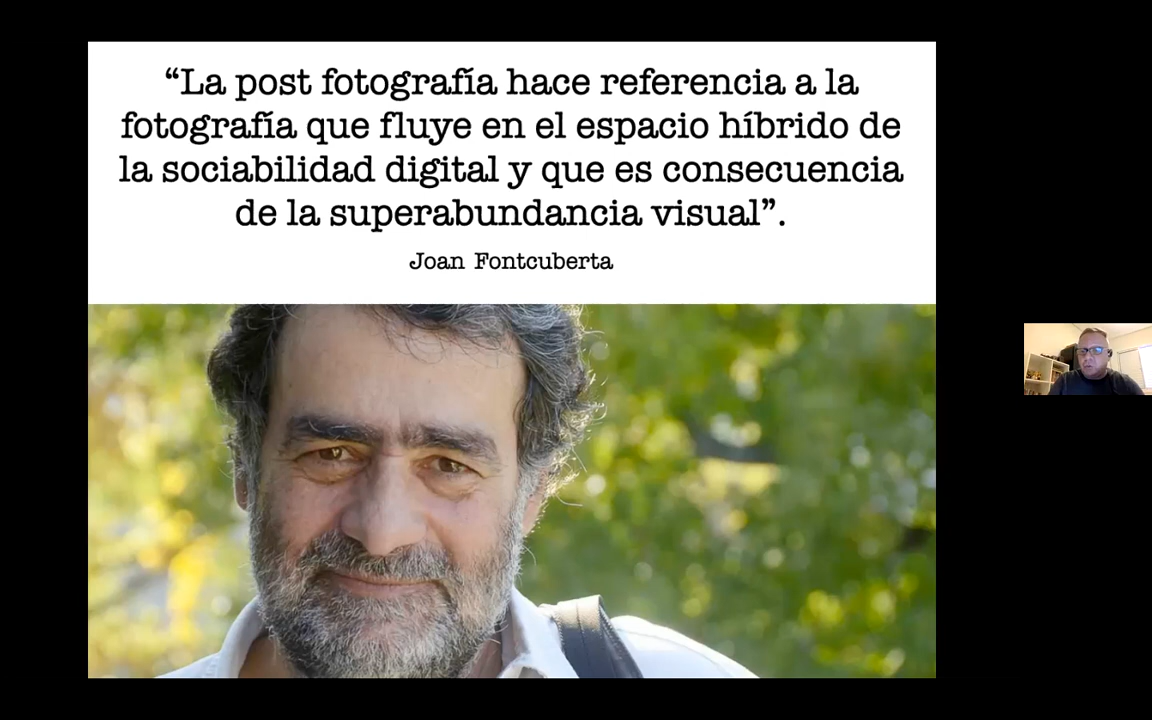 “La post fotografía hace referencia a la
fotografía que fluye en el espacio híbrido de
la sociabilidad digital y que es consecuencia
de la superabundancia visual”.
Joan Fontcuberta